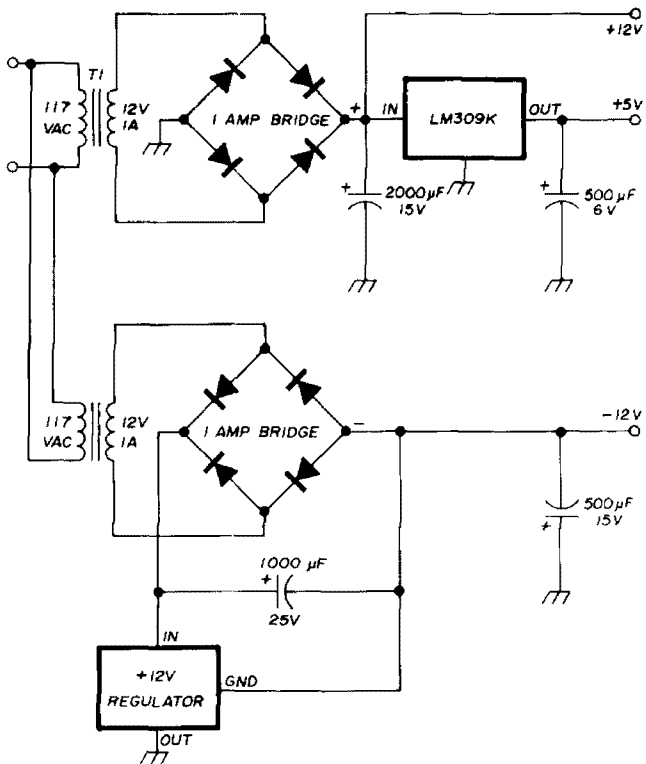 +12V
T1
117
VAC
12V
1A
1 AMP BRIDGE
+
IN
LM309K
OUT
+5V
+
2000µF
15V
+
500µF
6V
117
VAC
12V
1A
1 AMP BRIDGE
-
-12V
+
500µF
15V
1000 µF
+
25V
IN
+12V
REGULATOR
GND
OUT